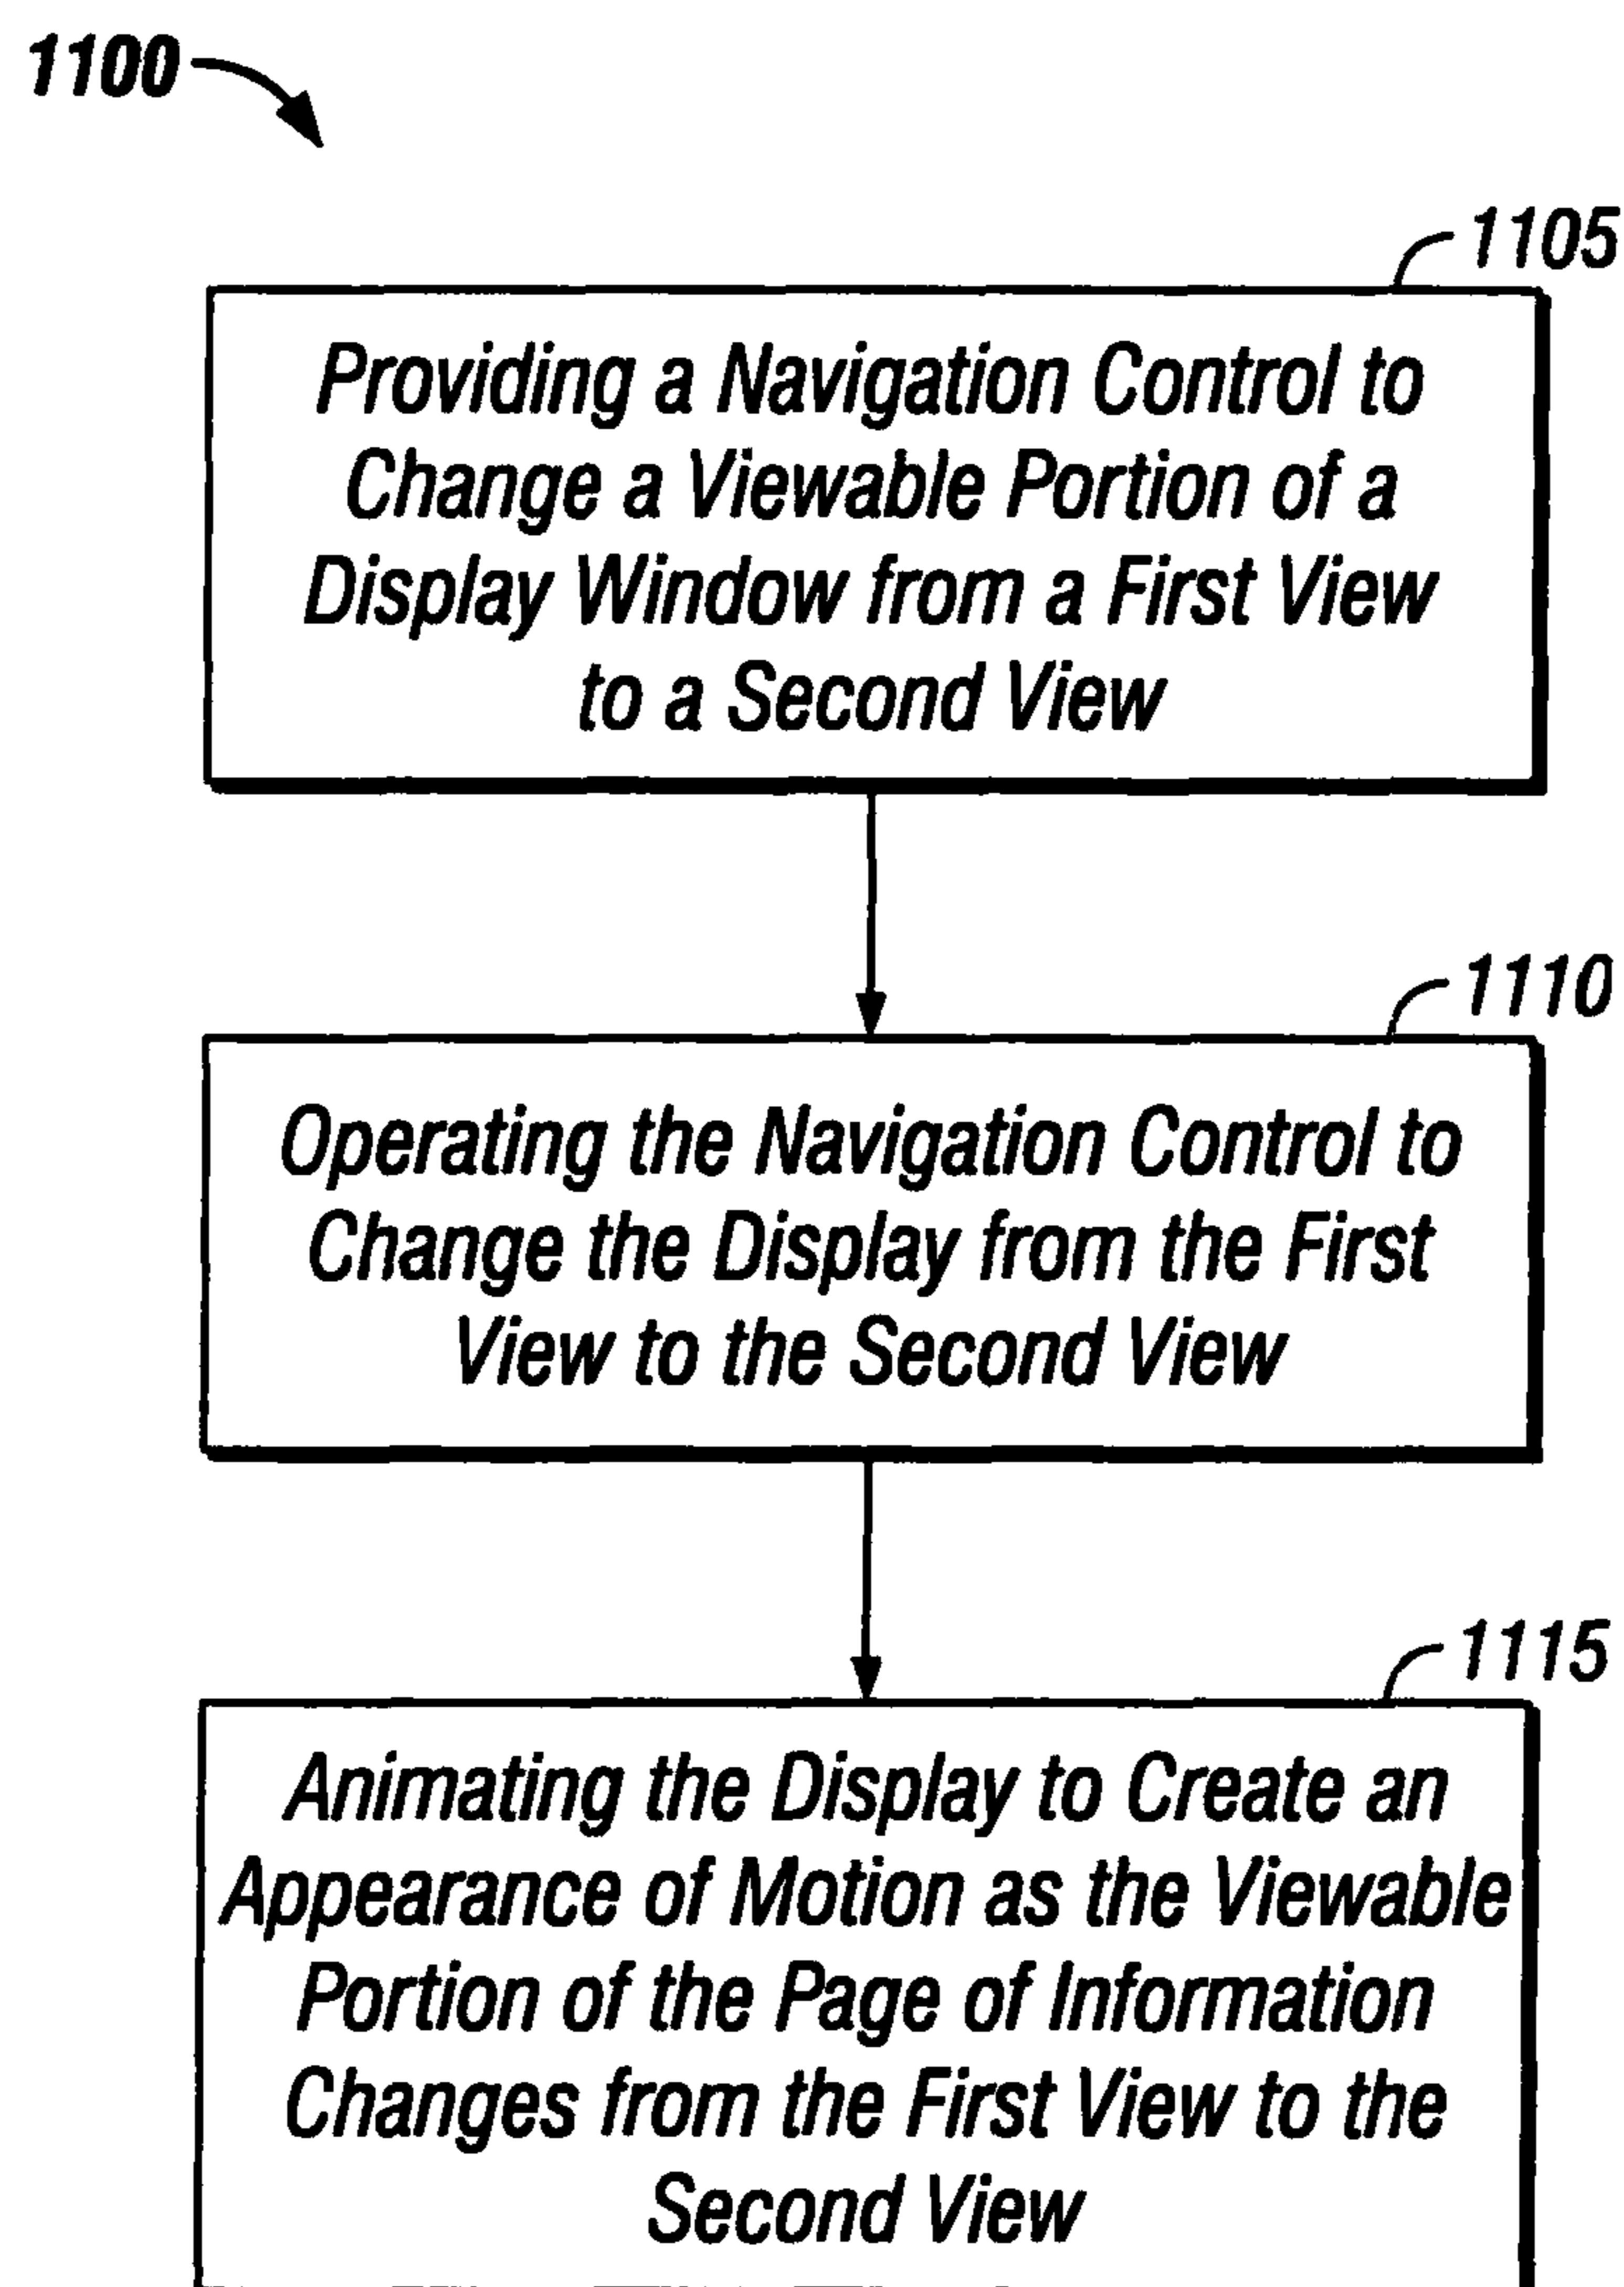 1100
1105
Providing a Navigation Control to
Change a Viewable Portion of a
Display Window from a First View
to a Second View
1110
Operating the Navigation Control to
Change the Display from the First
View to the Second View
1115
Animating the Display to Create an
Appearance of Motion as the Viewable
Portion of the Page of Information
Changes from the First View to the
Second View